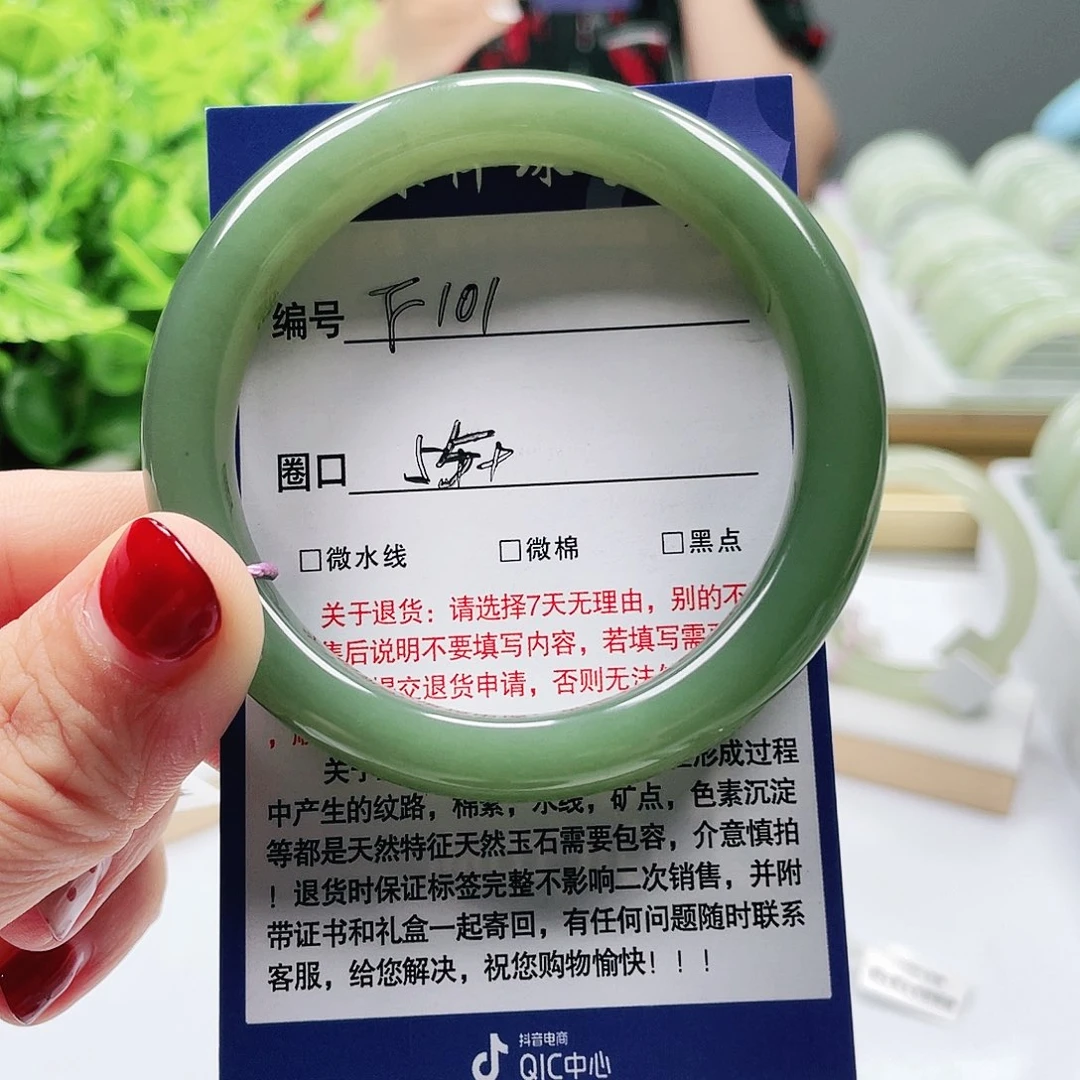 编号 F101
圈口
□微水线 □微棉 □黑点
关于退货：请选择7天无理由，别的不
售后说明不要填写内容，若填写需
退交退货申请，否则无法
形成过程
中产生的纹路，棉絮，水线，矿点，色素沉淀
等都是天然特征天然玉石需要包容，介意慎拍
！退货时保证标签完整不影响二次销售，并附
带证书和礼盒一起寄回，有任何问题随时联系
客服，给您解决，祝您购物愉快！！！
抖音电商
QIC中心